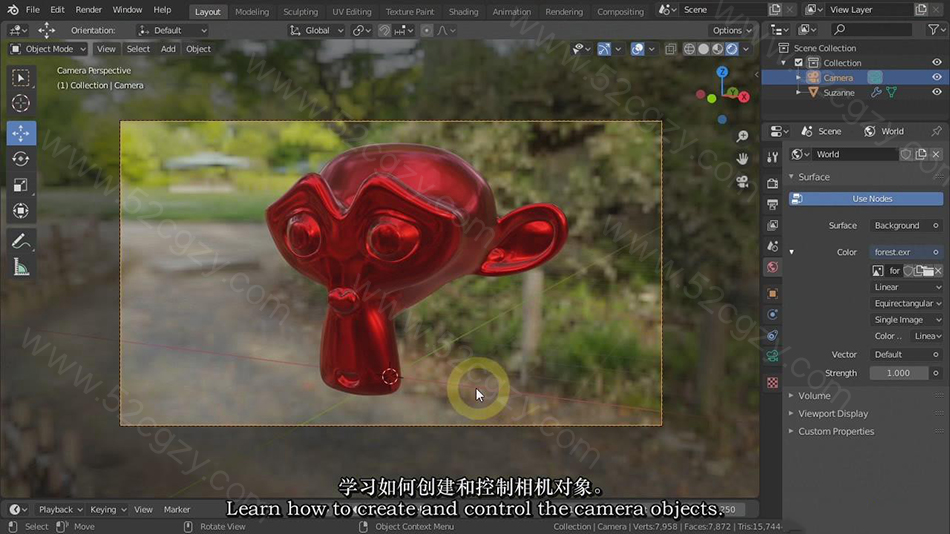 File Edit Render Window Help Layout Modeling Sculpting UV Editing Texture Paint Shading Animation Rendering Compositing Scene View Layer
Orientation: Default Global Options
Object Mode View Select Add Object
Camera Perspective
(1) Collection | Camera
Scene Collection
Collection
Camera
Suzanne
Scene World
World
Surface
Use Nodes
Surface Background
Color forest.exr
for
Linear
Equirectangular
Single Image
Color .. Linea
Vector Default
Strength 1.000
Volume
Viewport Display
Custom Properties
Z
Y
X
www.52cgzy.com
学习如何创建和控制相机对象。
Learn how to create and control the camera objects.
Playback Keying View Marker 250
Select Move Rotate View Object Context Menu Collection | Camera | Verts:7,958 | Faces:7,872 | Tris:15,744